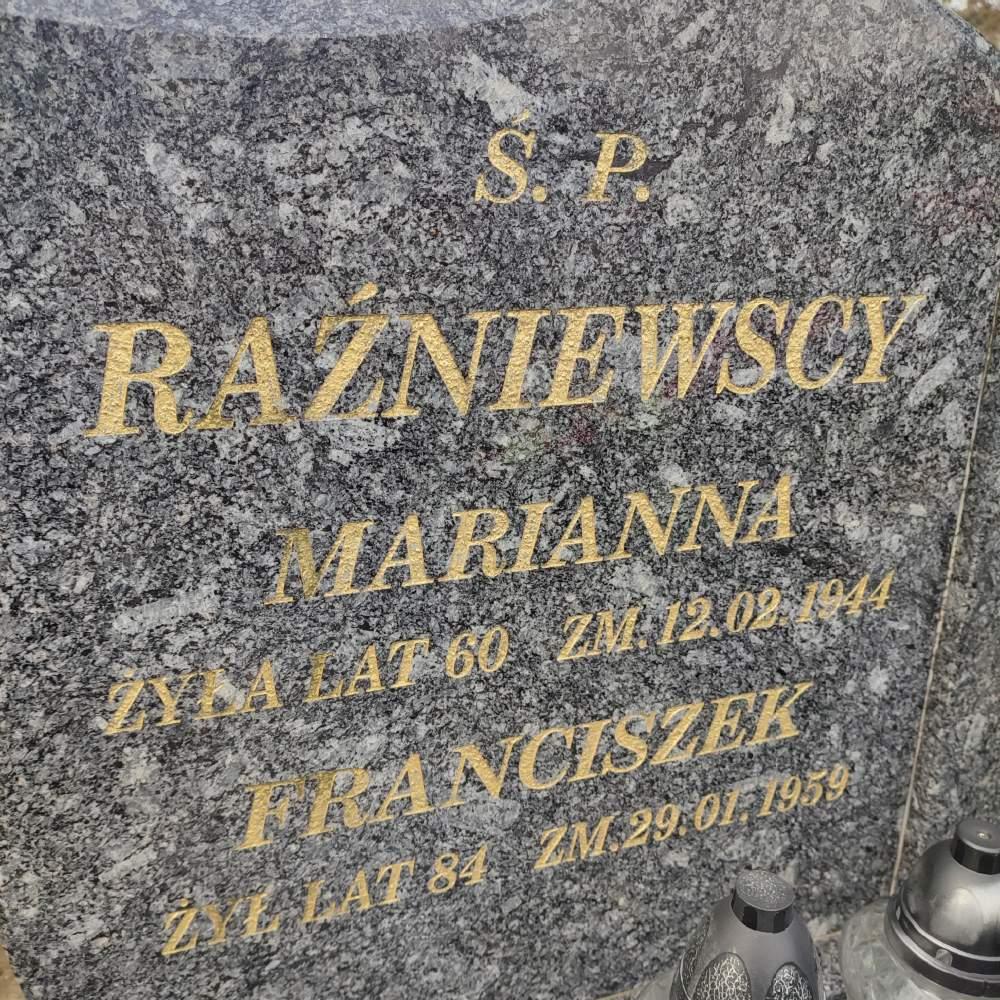 Ś. P.
RAŹNIEWSCY
MARIANNA
ŻYŁA LAT 60 ZM. 12.02.1944
FRANCISZEK
ŻYŁ LAT 84 ZM. 29.01.1959